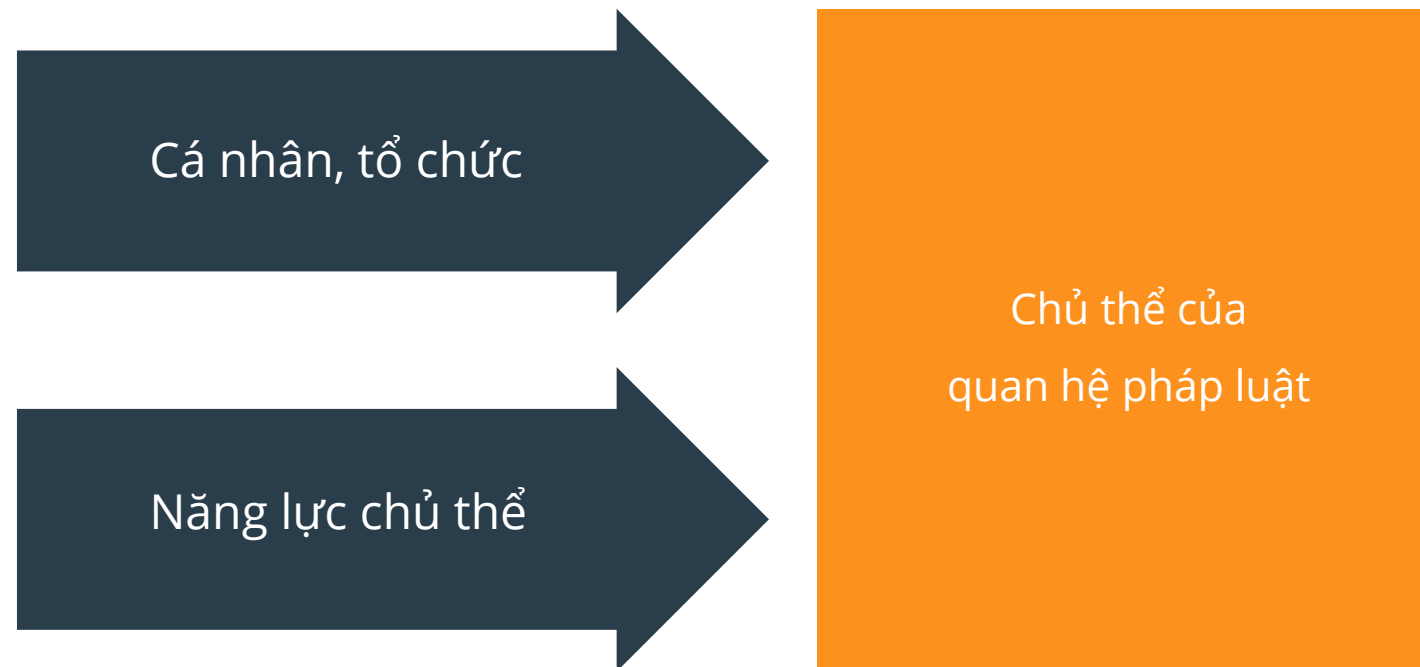 Cá nhân, tổ chức
Năng lực chủ thể
Chủ thể của
quan hệ pháp luật